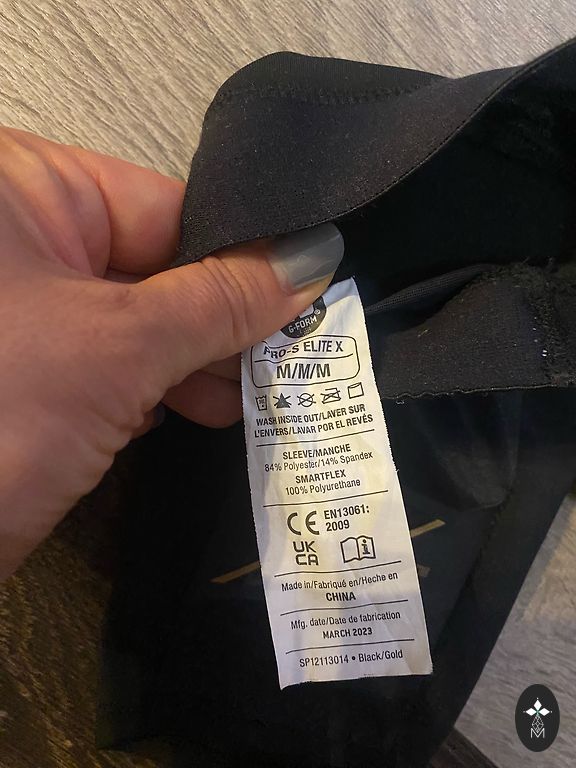 G-FORM®
PRO-S ELITE X
M/M/M
WASH INSIDE OUT/LAVER SUR
L'ENVERS/LAVAR POR EL REVÉS
SLEEVE/MANCHE
84% Polyester/14% Spandex
SMARTFLEX
100% Polyurethane
CE EN13061:
2009
UK
CA
Made in/Fabriqué en/Heche en
CHINA
Mfg. date/Date de fabrication
MARCH 2023
SP12113014 • Black/Gold
M